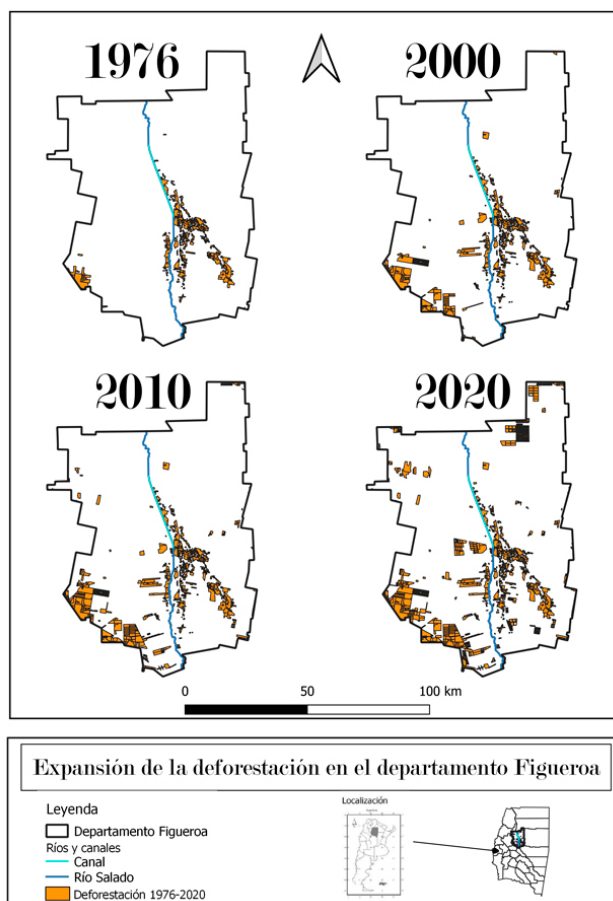 1976
2000
2010
2020
0 50 100 km
Expansión de la deforestación en el departamento Figueroa
Leyenda
Departamento Figueroa
Ríos y canales
Canal
Río Salado
Deforestación 1976-2020
Localización